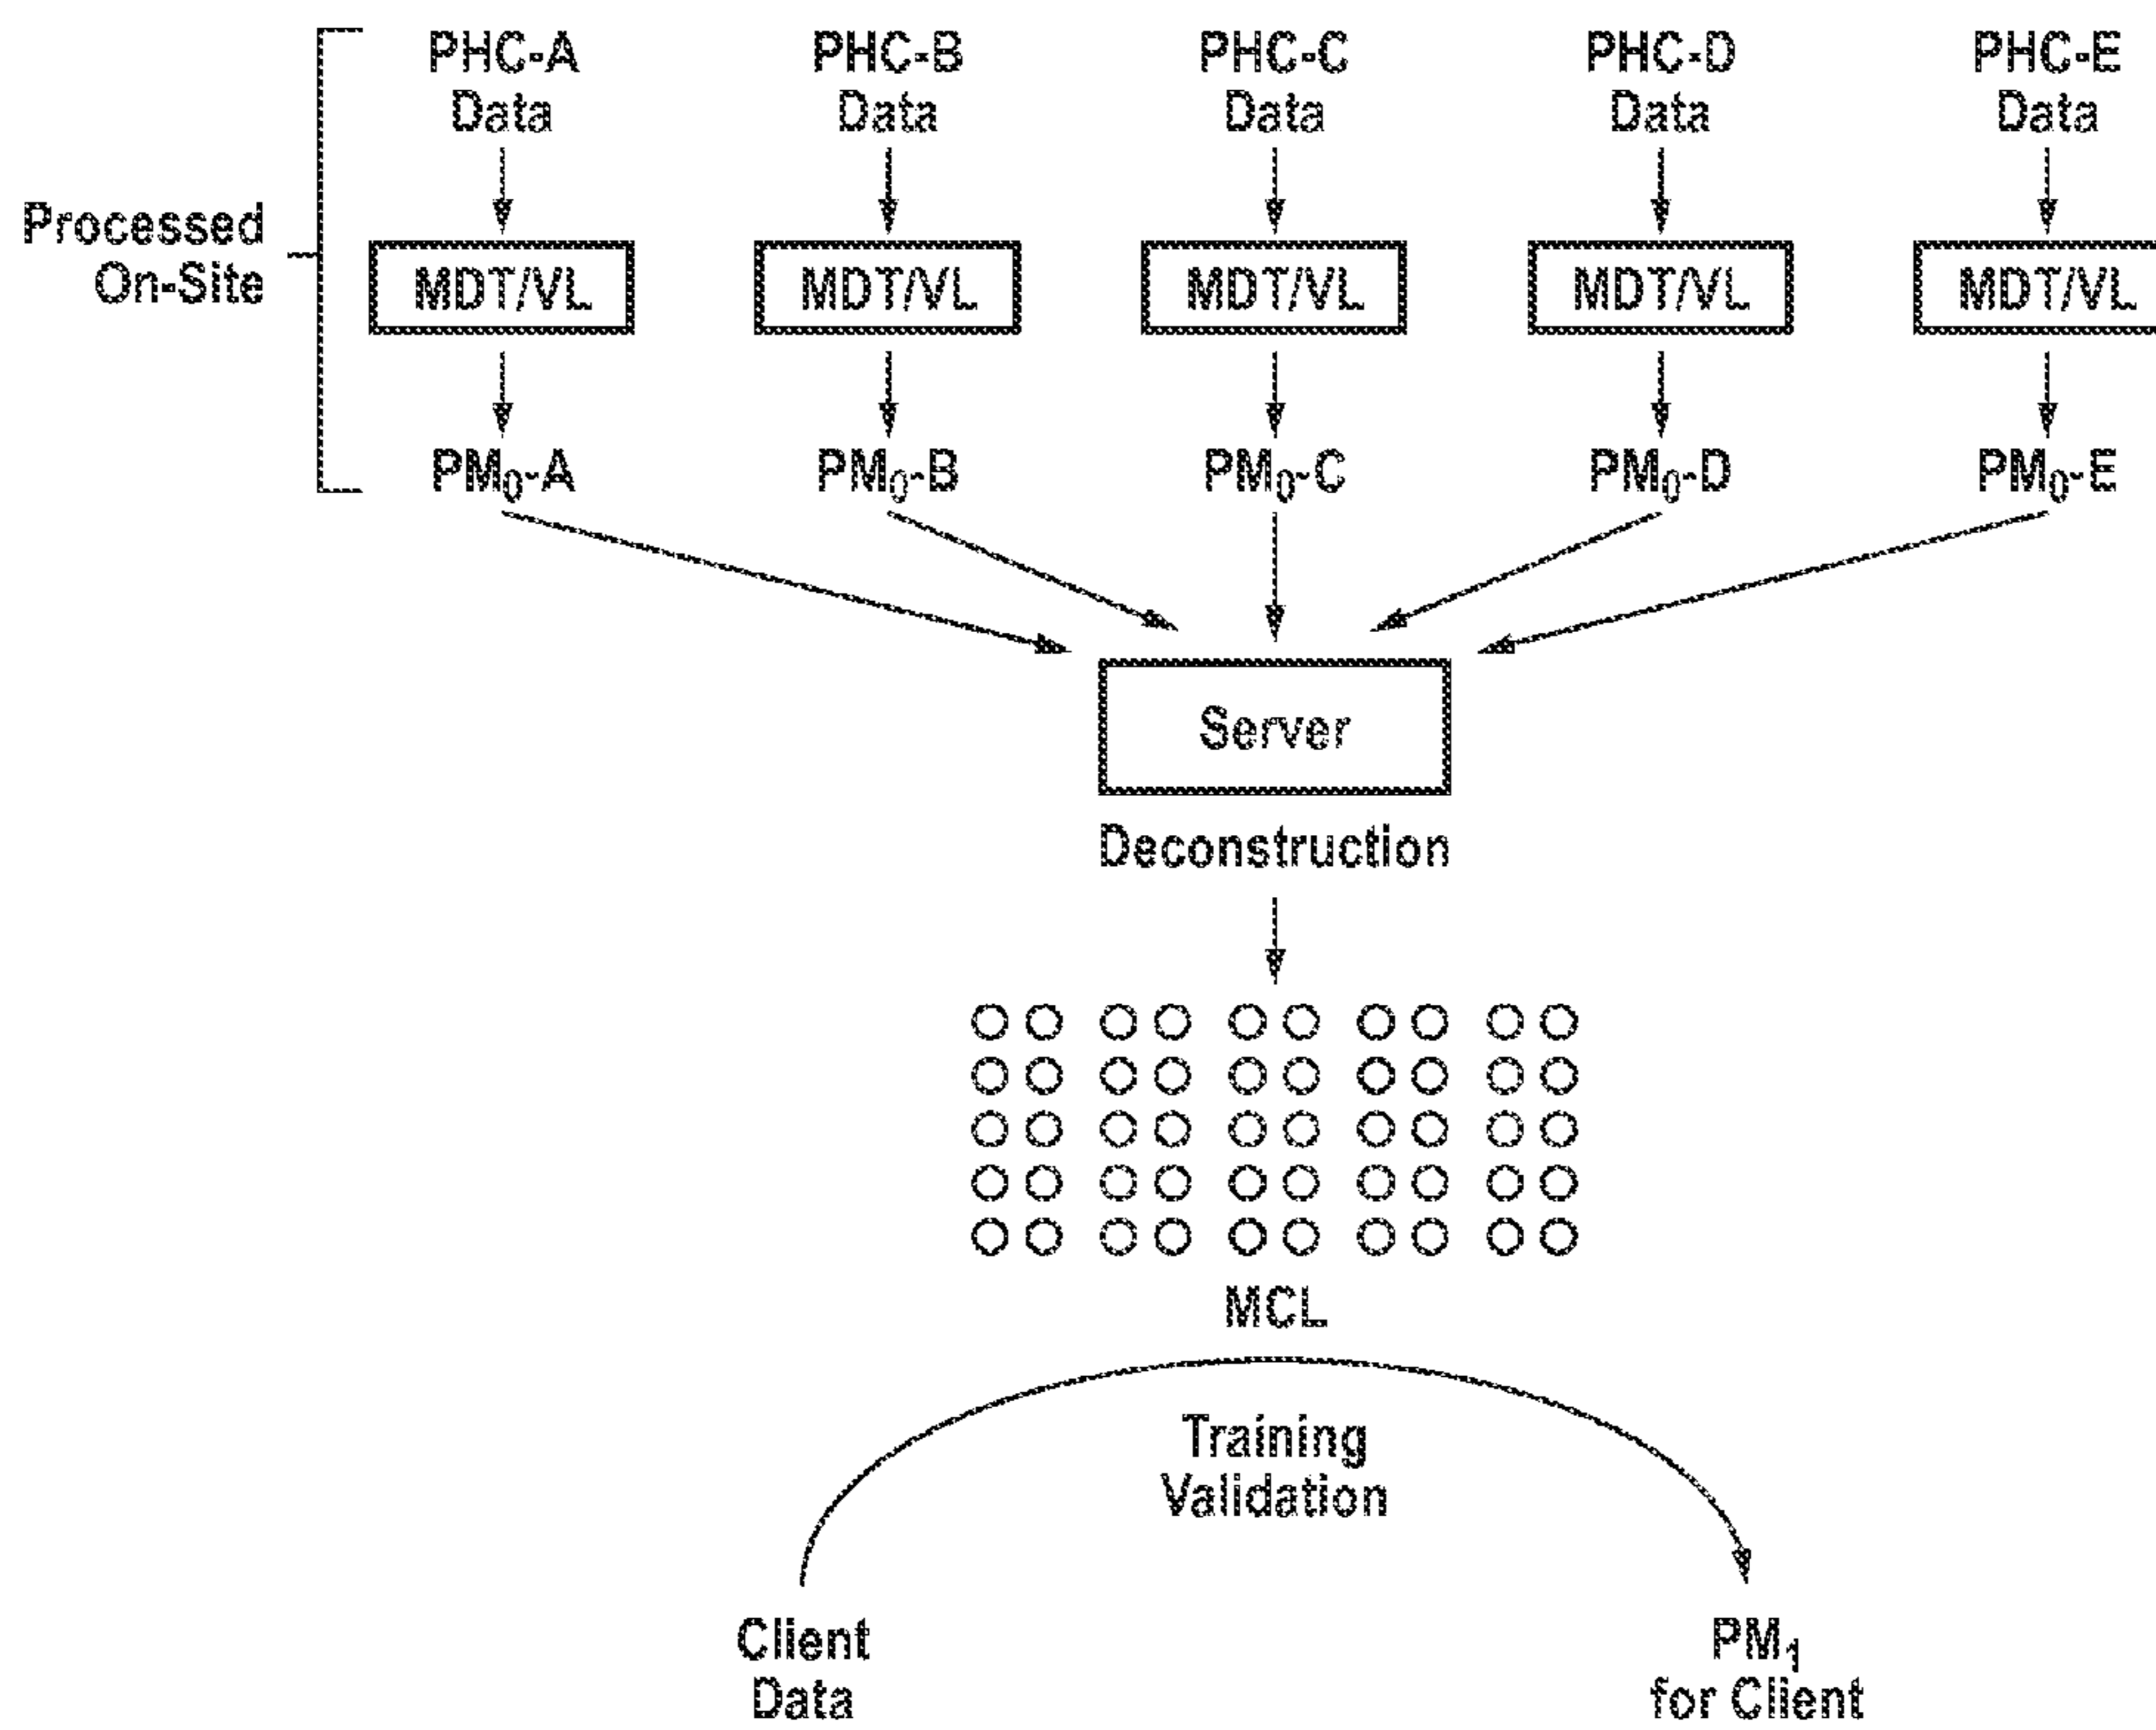 PHC-A PHC-B PHC-C PHC-D PHC-E
Data Data Data Data Data
Processed
On-Site
MDT/VL MDT/VL MDT/VL MDT/VL MDT/VL
PM₀-A PM₀-B PM₀-C PM₀-D PM₀-E
Server
Deconstruction
MCL
Training
Validation
Client
Data
PM₁
for Client